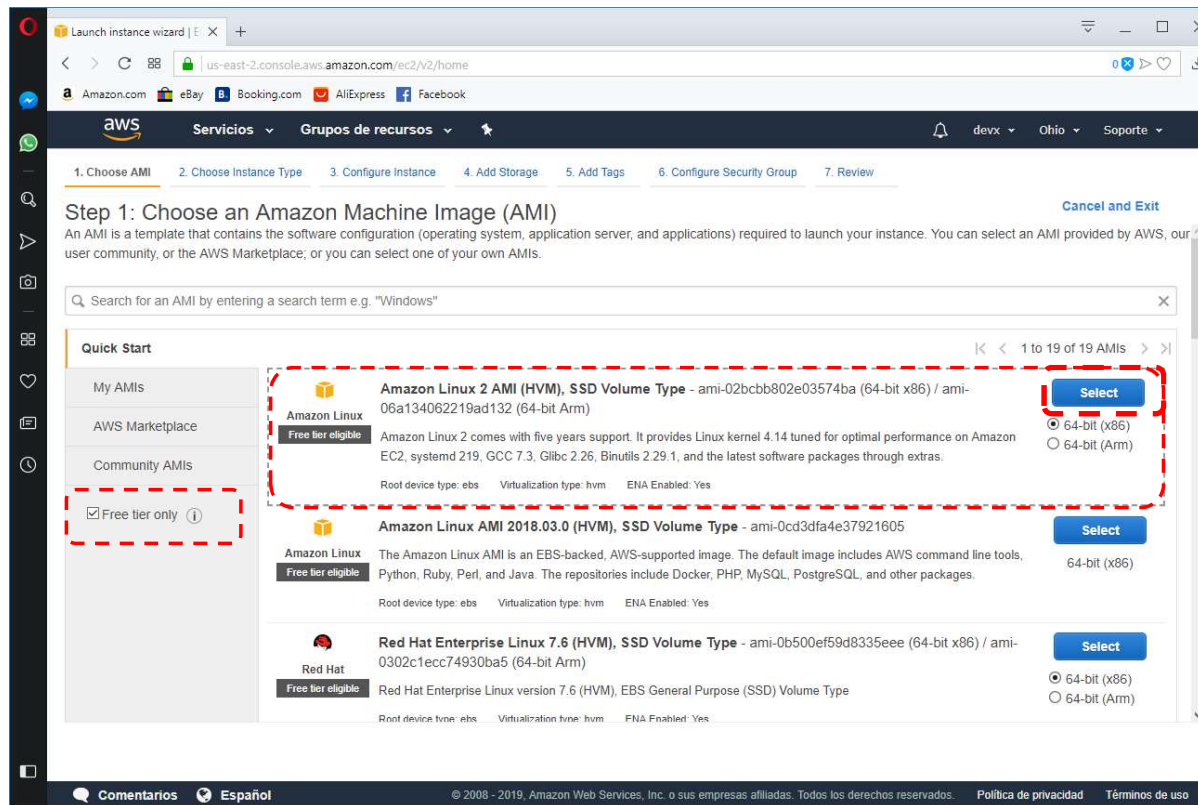 Launch instance wizard | E
us-east-2.console.aws.amazon.com/ec2/v2/home
0
a Amazon.com eBay B. Booking.com AliExpress f Facebook
aws Servicios Grupos de recursos devx Ohio Soporte
1. Choose AMI 2. Choose Instance Type 3. Configure Instance 4. Add Storage 5. Add Tags 6. Configure Security Group 7. Review
Step 1: Choose an Amazon Machine Image (AMI)
Cancel and Exit
An AMI is a template that contains the software configuration (operating system, application server, and applications) required to launch your instance. You can select an AMI provided by AWS, our
user community, or the AWS Marketplace; or you can select one of your own AMIs.
Search for an AMI by entering a search term e.g. "Windows"
Quick Start
1 to 19 of 19 AMIs
My AMIs
AWS Marketplace
Community AMIs
Free tier only
Amazon Linux
Free tier eligible
Amazon Linux 2 AMI (HVM), SSD Volume Type - ami-02bcbb802e03574ba (64-bit x86) / ami-
06a134062219ad132 (64-bit Arm)
Amazon Linux 2 comes with five years support. It provides Linux kernel 4.14 tuned for optimal performance on Amazon
EC2, systemd 219, GCC 7.3, Glibc 2.26, Binutils 2.29.1, and the latest software packages through extras.
Root device type: ebs Virtualization type: hvm ENA Enabled: Yes
Select
64-bit (x86)
64-bit (Arm)
Amazon Linux
Free tier eligible
Amazon Linux AMI 2018.03.0 (HVM), SSD Volume Type - ami-0cd3dfa4e37921605
The Amazon Linux AMI is an EBS-backed, AWS-supported image. The default image includes AWS command line tools,
Python, Ruby, Perl, and Java. The repositories include Docker, PHP, MySQL, PostgreSQL, and other packages.
Root device type: ebs Virtualization type: hvm ENA Enabled: Yes
Select
64-bit (x86)
Red Hat
Free tier eligible
Red Hat Enterprise Linux 7.6 (HVM), SSD Volume Type - ami-0b500ef59d8335eee (64-bit x86) / ami-
0302c1ecc74930ba5 (64-bit Arm)
Red Hat Enterprise Linux version 7.6 (HVM), EBS General Purpose (SSD) Volume Type
Root device type: ebs Virtualization type: hvm ENA Enabled: Yes
Select
64-bit (x86)
64-bit (Arm)
Comentarios Español © 2008 - 2019, Amazon Web Services, Inc. o sus empresas afiliadas. Todos los derechos reservados. Política de privacidad Términos de uso